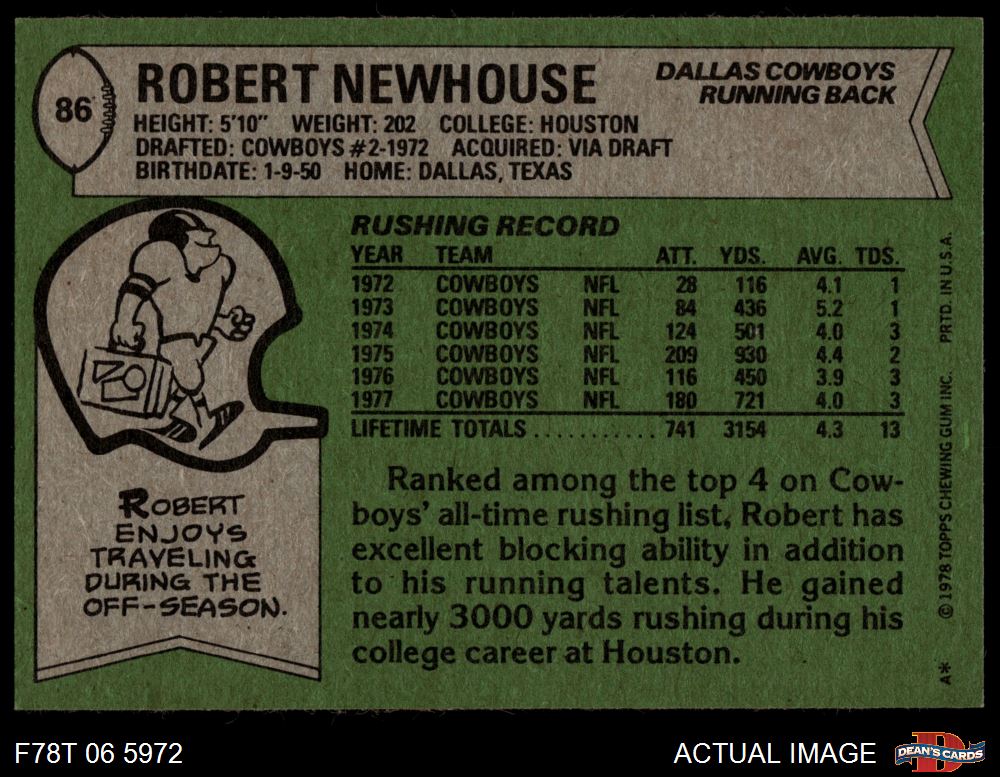 86
ROBERT NEWHOUSE
DALLAS COWBOYS
RUNNING BACK
HEIGHT: 5'10" WEIGHT: 202 COLLEGE: HOUSTON
DRAFTED: COWBOYS #2-1972 ACQUIRED: VIA DRAFT
BIRTHDATE: 1-9-50 HOME: DALLAS, TEXAS
RUSHING RECORD
YEAR TEAM ATT. YDS. AVG. TDS.
1972 COWBOYS NFL 28 116 4.1 1
1973 COWBOYS NFL 84 436 5.2 1
1974 COWBOYS NFL 124 501 4.0 3
1975 COWBOYS NFL 209 930 4.4 2
1976 COWBOYS NFL 116 450 3.9 3
1977 COWBOYS NFL 180 721 4.0 3
LIFETIME TOTALS ............ 741 3154 4.3 13
Ranked among the top 4 on Cow-
boys' all-time rushing list, Robert has
excellent blocking ability in addition
to his running talents. He gained
nearly 3000 yards rushing during his
college career at Houston.
ROBERT
ENJOYS
TRAVELING
DURING THE
OFF-SEASON.
A* © 1978 TOPPS CHEWING GUM INC. PRTD. IN U.S.A.
F78T 06 5972
ACTUAL IMAGE
D
DEAN'S CARDS